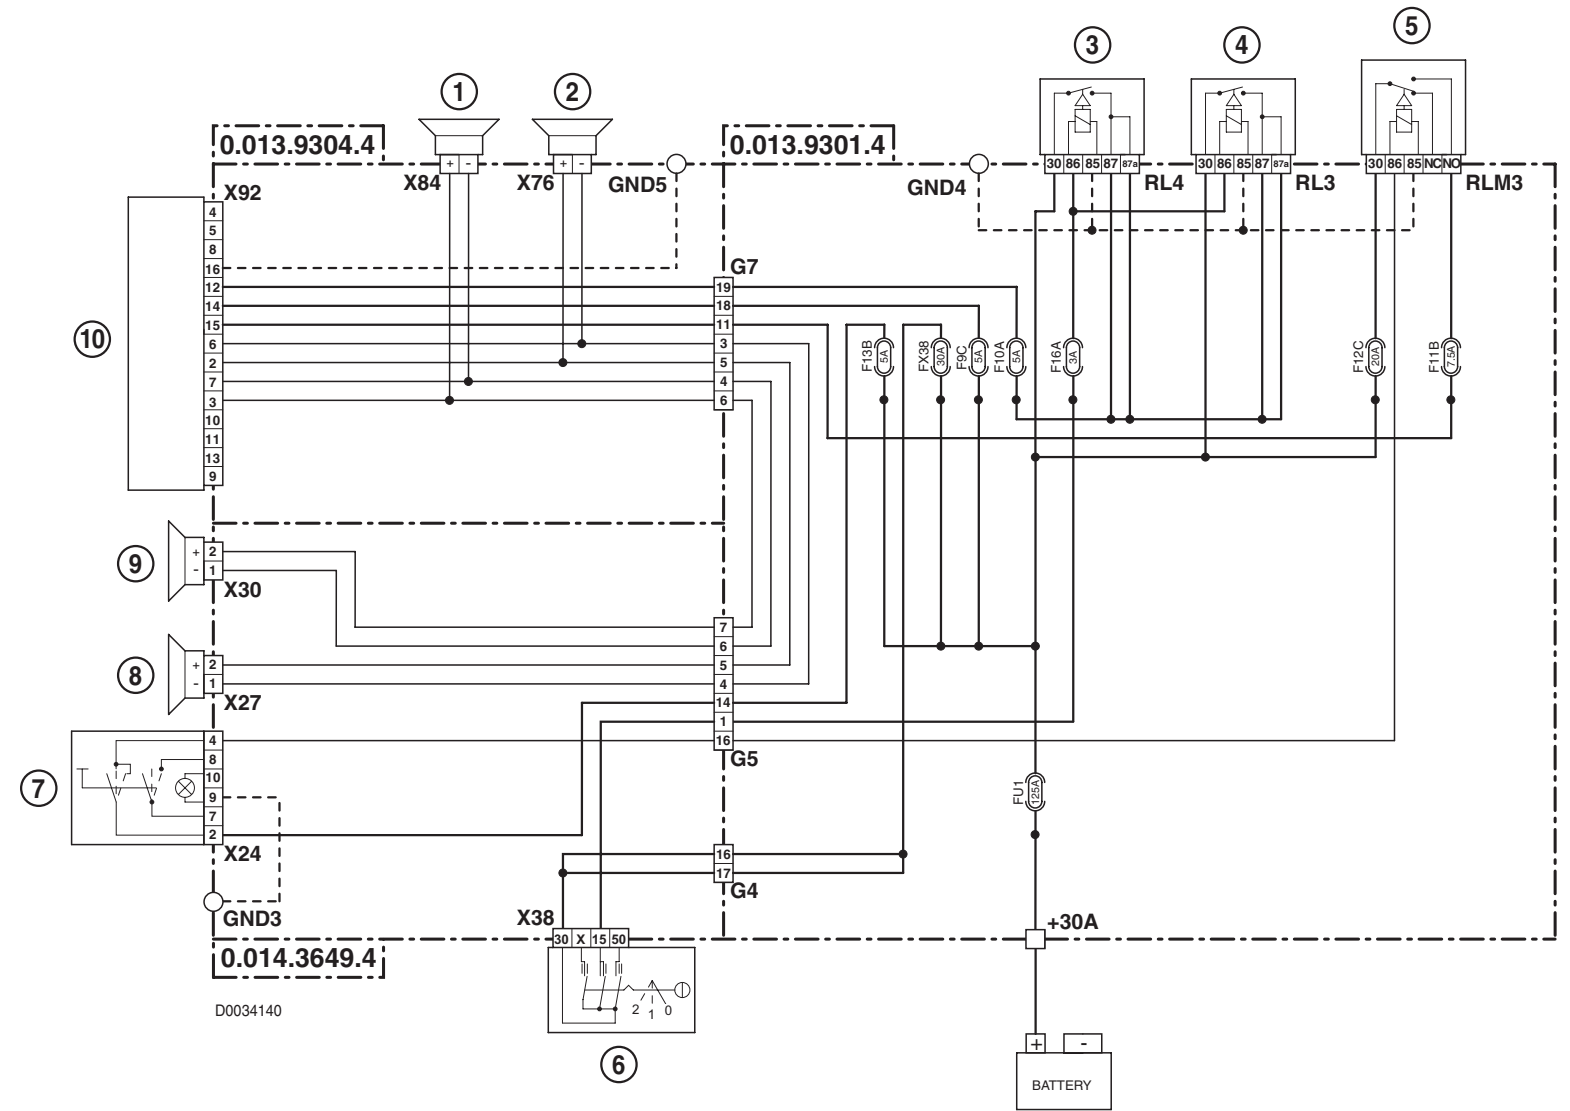 5
3
4
1
2
0.013.9304.4
0.013.9301.4
+ -
+ -
30 86 85 87 87a
30 86 85 87 87a
30 86 85 NC NO
X84
X76
GND5
GND4
RL4
RL3
RLM3
X92
4
5
8
16
12
14
15
6
2
7
3
10
11
13
9
10
G7
19
18
11
3
5
4
6
F13B
5A
FX38
30A
F9C
5A
F10A
5A
F16A
3A
F12C
20A
F11B
7.5A
9
+ 2
- 1
X30
8
+ 2
- 1
X27
7
6
5
4
14
1
16
G5
7
4
8
10
9
7
2
X24
FU1
125A
16
17
G4
GND3
X38
+30A
30 X 15 50
0.014.3649.4
2 1 0
D0034140
6
+ -
BATTERY